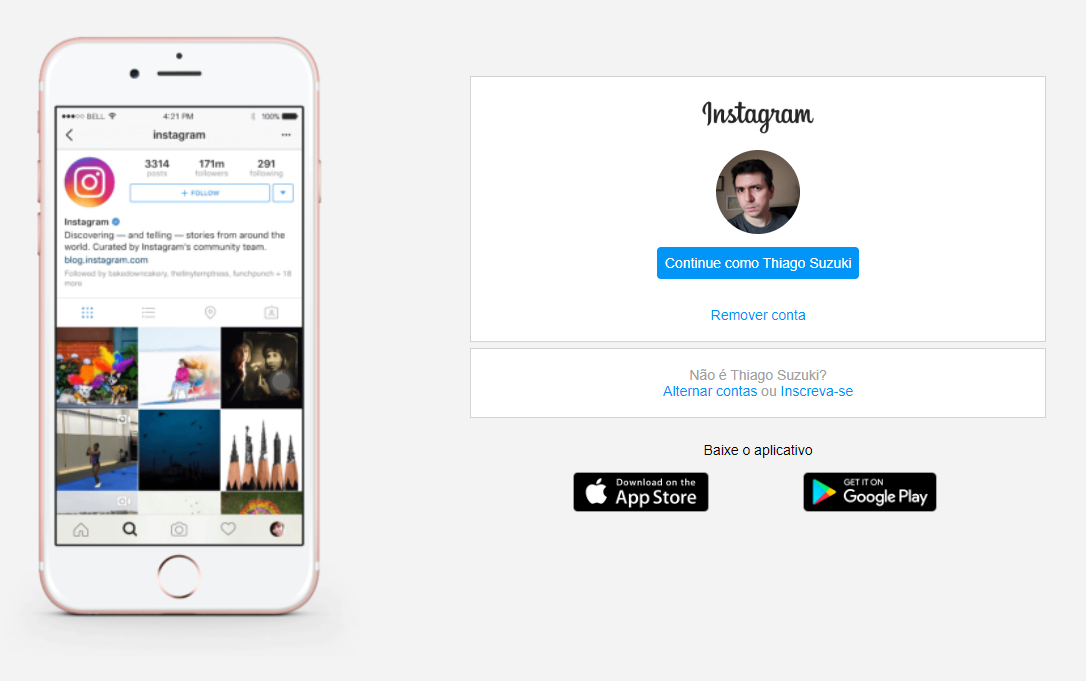 BELL
4:21 PM
100%
instagram
3314
171m
291
posts
followers
following
+ FOLLOW
Instagram
Discovering — and telling — stories from around the
world. Curated by Instagram's community team.
blog.instagram.com
Followed by bakedowncakery, thetinytemptress, funchpunch + 18
more
Instagram
Continue como Thiago Suzuki
Remover conta
Não é Thiago Suzuki?
Alternar contas ou Inscreva-se
Baixe o aplicativo
Download on the
App Store
GET IT ON
Google Play